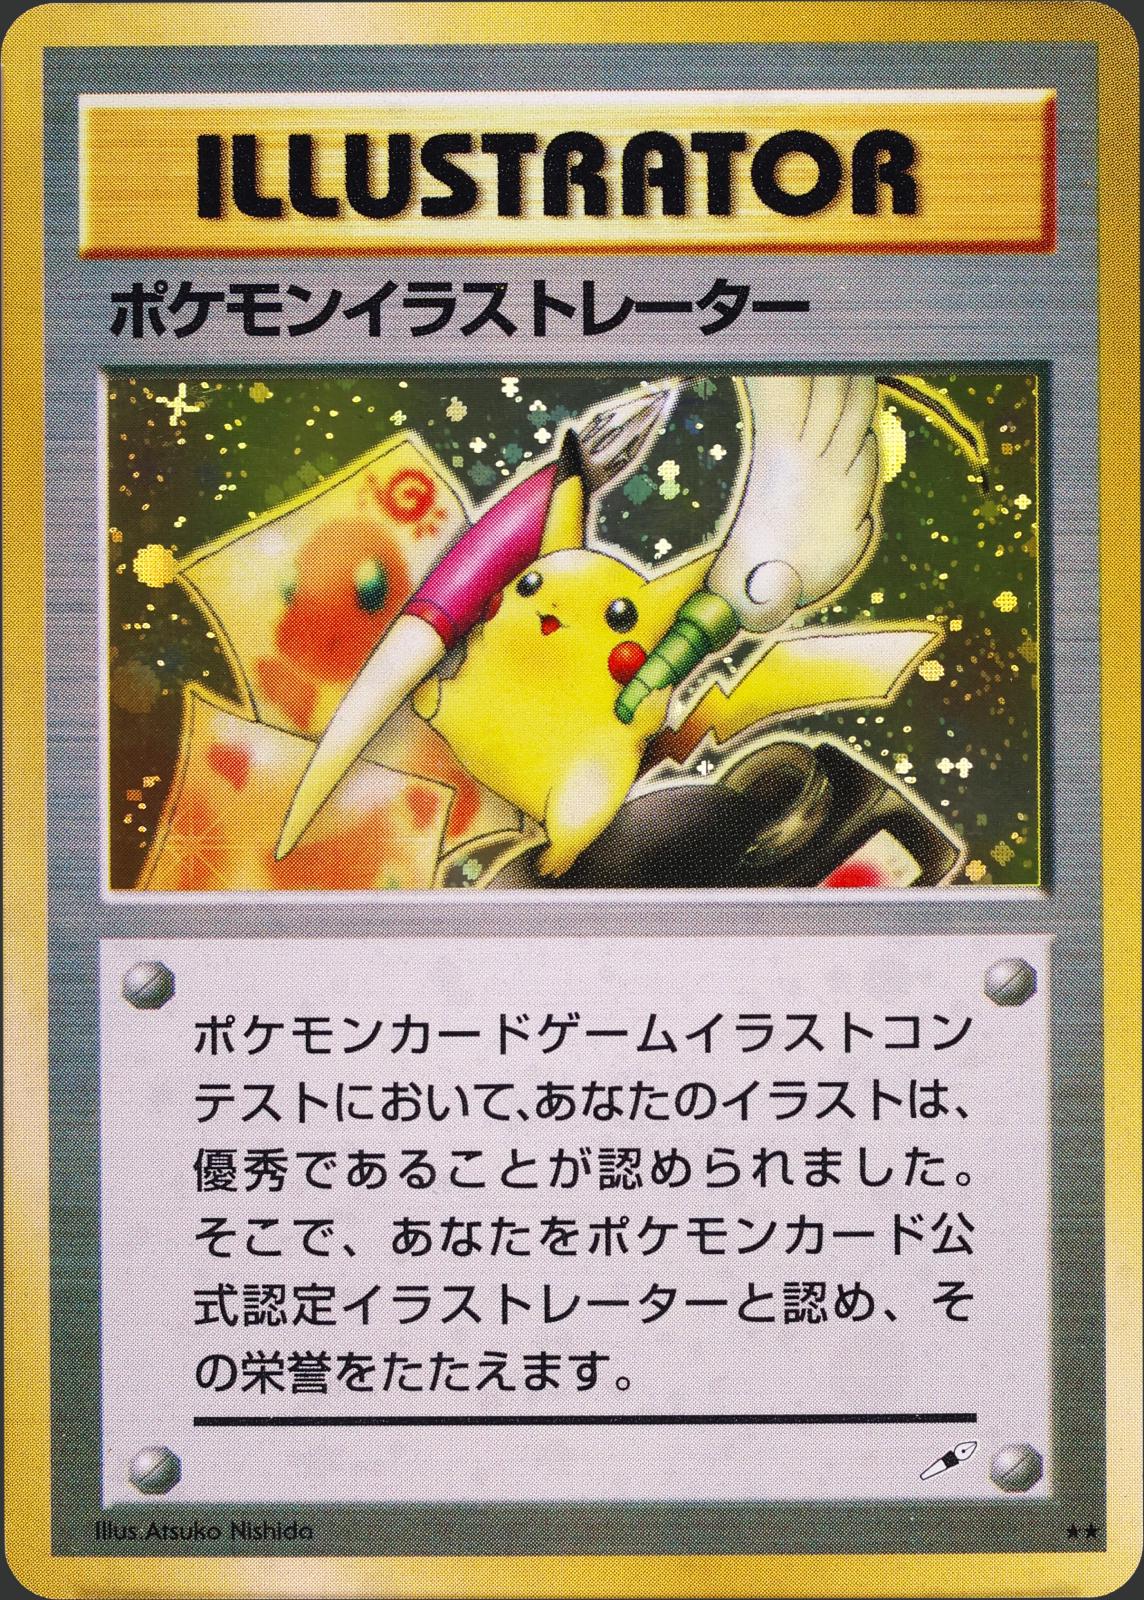 ILLUSTRATOR
ポケモンイラストレーター
ポケモンカードゲームイラストコン
テストにおいて、あなたのイラストは、
優秀であることが認められました。
そこで、あなたをポケモンカード公
式認定イラストレーターと認め、そ
の栄誉をたたえます。
Illus. Atsuko Nishida
★★